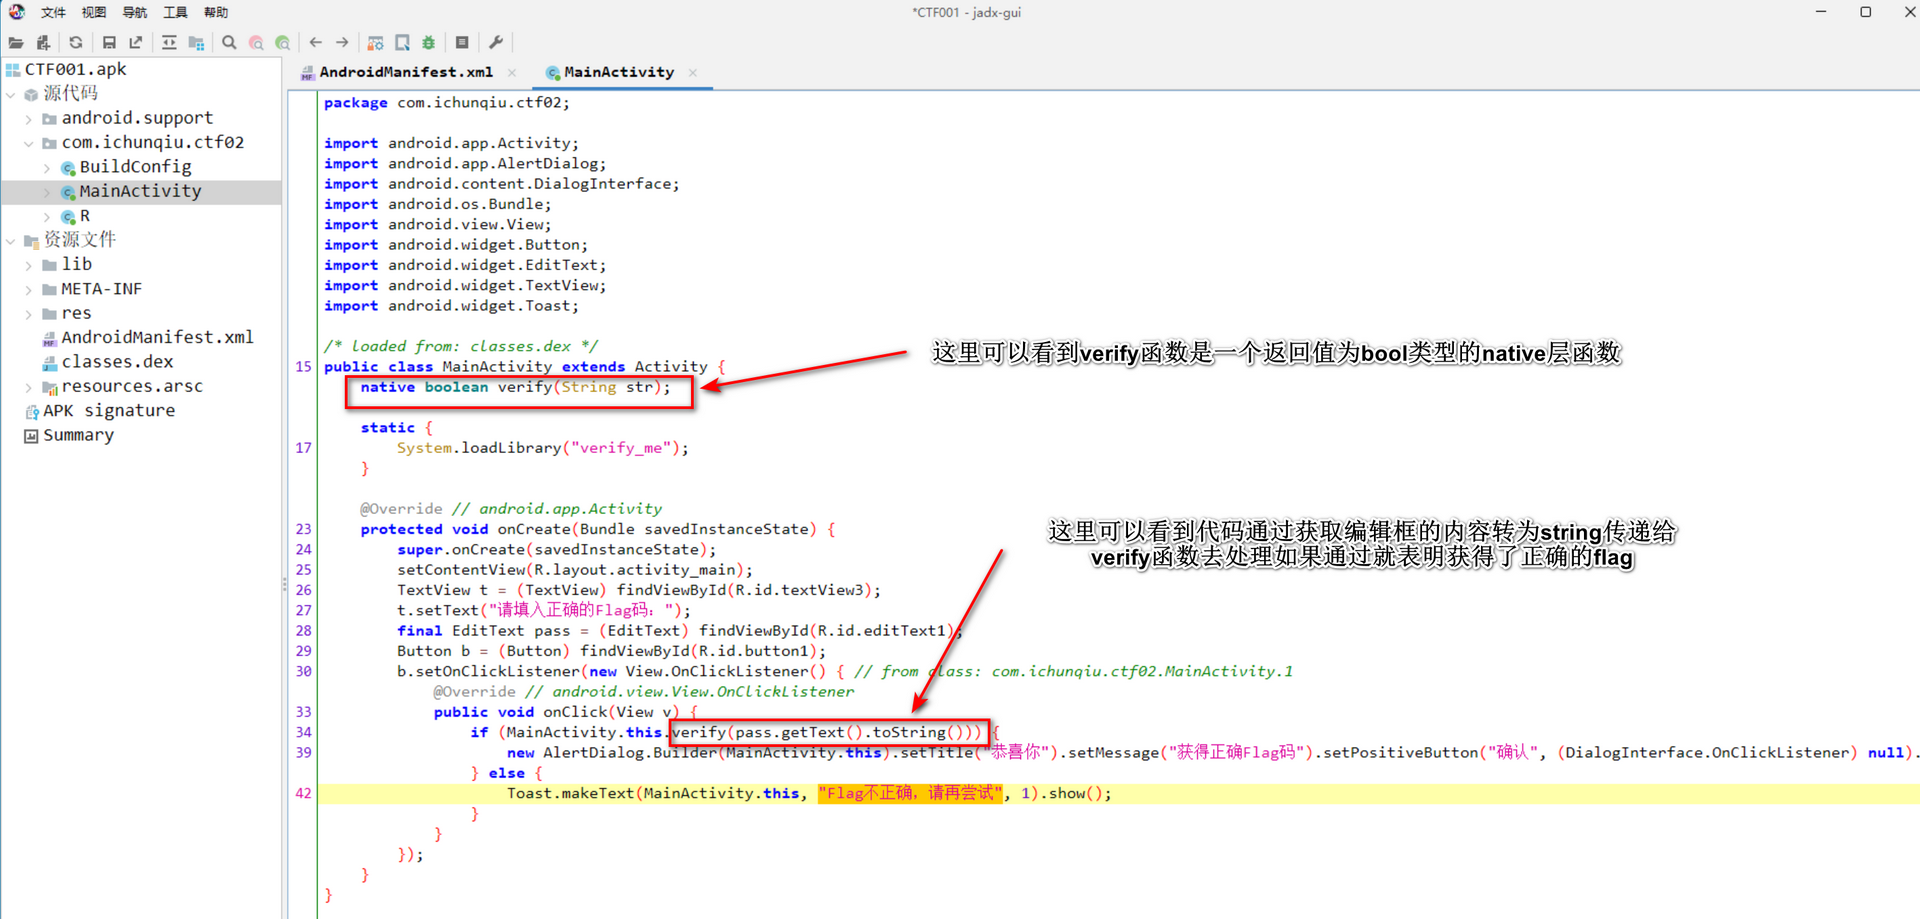 文件 视图 导航 工具 帮助
*CTF001 - jadx-gui
CTF001.apk
源代码
android.support
com.ichunqiu.ctf02
BuildConfig
MainActivity
R
资源文件
lib
META-INF
res
AndroidManifest.xml
classes.dex
resources.arsc
APK signature
Summary
AndroidManifest.xml × MainActivity ×
package com.ichunqiu.ctf02;
import android.app.Activity;
import android.app.AlertDialog;
import android.content.DialogInterface;
import android.os.Bundle;
import android.view.View;
import android.widget.Button;
import android.widget.EditText;
import android.widget.TextView;
import android.widget.Toast;
/* loaded from: classes.dex */
15 public class MainActivity extends Activity {
native boolean verify(String str);
这里可以看到verify函数是一个返回值为bool类型的native层函数
static {
17 System.loadLibrary("verify_me");
}
@Override // android.app.Activity
23 protected void onCreate(Bundle savedInstanceState) {
24 super.onCreate(savedInstanceState);
25 setContentView(R.layout.activity_main);
26 TextView t = (TextView) findViewById(R.id.textView3);
27 t.setText("请填入正确的Flag码：");
28 final EditText pass = (EditText) findViewById(R.id.editText1);
29 Button b = (Button) findViewById(R.id.button1);
30 b.setOnClickListener(new View.OnClickListener() { // from class: com.ichunqiu.ctf02.MainActivity.1
@Override // android.view.View.OnClickListener
33 public void onClick(View v) {
34 if (MainActivity.this.verify(pass.getText().toString())) {
39 new AlertDialog.Builder(MainActivity.this).setTitle("恭喜你").setMessage("获得正确Flag码").setPositiveButton("确认", (DialogInterface.OnClickListener) null).
} else {
42 Toast.makeText(MainActivity.this, "Flag不正确，请再尝试", 1).show();
}
}
});
}
}
这里可以看到代码通过获取编辑框的内容转为string传递给
verify函数去处理如果通过就表明获得了正确的flag